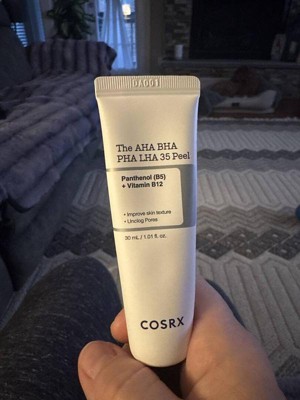 The AHA BHA
PHA LHA 35 Peel
Panthenol (B5)
+ Vitamin B12
• Improve skin texture
• Unclog Pores
30 mL / 1.01 fl. oz.
COSRX